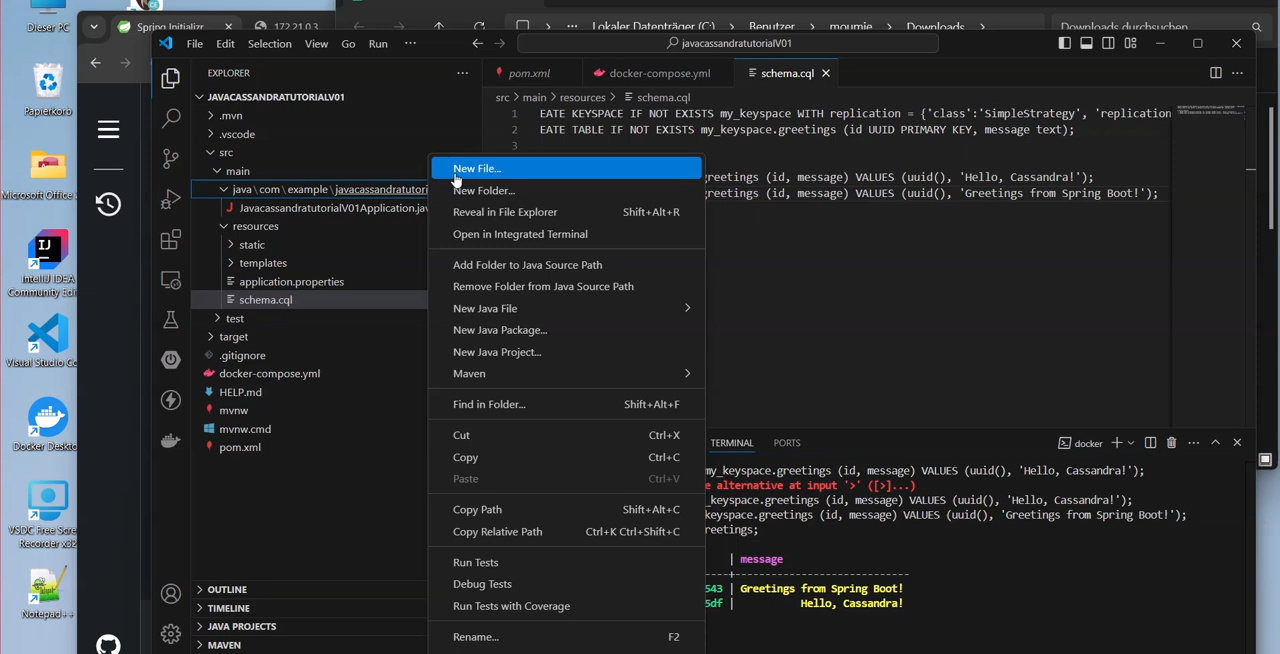 Dieser PC
Papierkorb
Microsoft Office
IntelliJ IDEA
Community Edi
Visual Studio Co
Docker Deskto
VSDC Free Scre
Recorder x32
Notepad++
Spring Initializr
172.21.0.3
Lokaler Datenträger (C:) > Benutzer > moumie > Downloads >
Downloads durchsuchen
File Edit Selection View Go Run ···
javacassandratutorialV01
EXPLORER
JAVACASSANDRATUTORIALV01
.mvn
.vscode
src
main
java\com\example\javacassandratutori
JavacassandratutorialV01Application.jav
resources
static
templates
application.properties
schema.cql
test
target
.gitignore
docker-compose.yml
HELP.md
mvnw
mvnw.cmd
pom.xml
OUTLINE
TIMELINE
JAVA PROJECTS
MAVEN
pom.xml
docker-compose.yml
schema.cql
src > main > resources > schema.cql
1 EATE KEYSPACE IF NOT EXISTS my_keyspace WITH replication = {'class':'SimpleStrategy', 'replication
2 EATE TABLE IF NOT EXISTS my_keyspace.greetings (id UUID PRIMARY KEY, message text);
3
greetings (id, message) VALUES (uuid(), 'Hello, Cassandra!');
greetings (id, message) VALUES (uuid(), 'Greetings from Spring Boot!');
New File...
New Folder...
Reveal in File Explorer Shift+Alt+R
Open in Integrated Terminal
Add Folder to Java Source Path
Remove Folder from Java Source Path
New Java File
New Java Package...
New Java Project...
Maven
Find in Folder... Shift+Alt+F
Cut Ctrl+X
Copy Ctrl+C
Paste Ctrl+V
Copy Path Shift+Alt+C
Copy Relative Path Ctrl+K Ctrl+Shift+C
Run Tests
Debug Tests
Run Tests with Coverage
Rename... F2
TERMINAL PORTS
docker
my_keyspace.greetings (id, message) VALUES (uuid(), 'Hello, Cassandra!');
e alternative at input '>' ([>]...)
_keyspace.greetings (id, message) VALUES (uuid(), 'Hello, Cassandra!');
keyspace.greetings (id, message) VALUES (uuid(), 'Greetings from Spring Boot!');
reetings;
| message
543 | Greetings from Spring Boot!
5df | Hello, Cassandra!